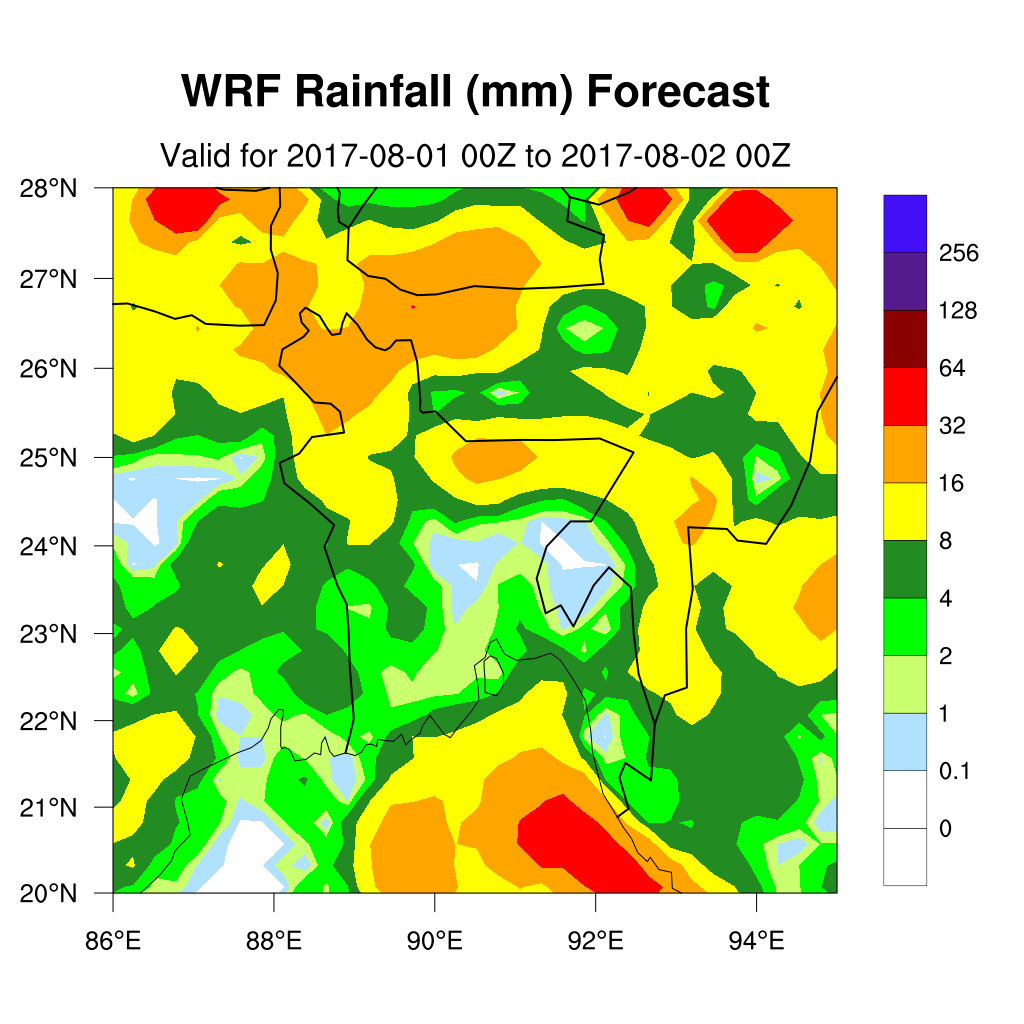 WRF Rainfall (mm) Forecast
Valid for 2017-08-01 00Z to 2017-08-02 00Z
28°N
27°N
26°N
25°N
24°N
23°N
22°N
21°N
20°N
86°E 88°E 90°E 92°E 94°E
256
128
64
32
16
8
4
2
1
0.1
0